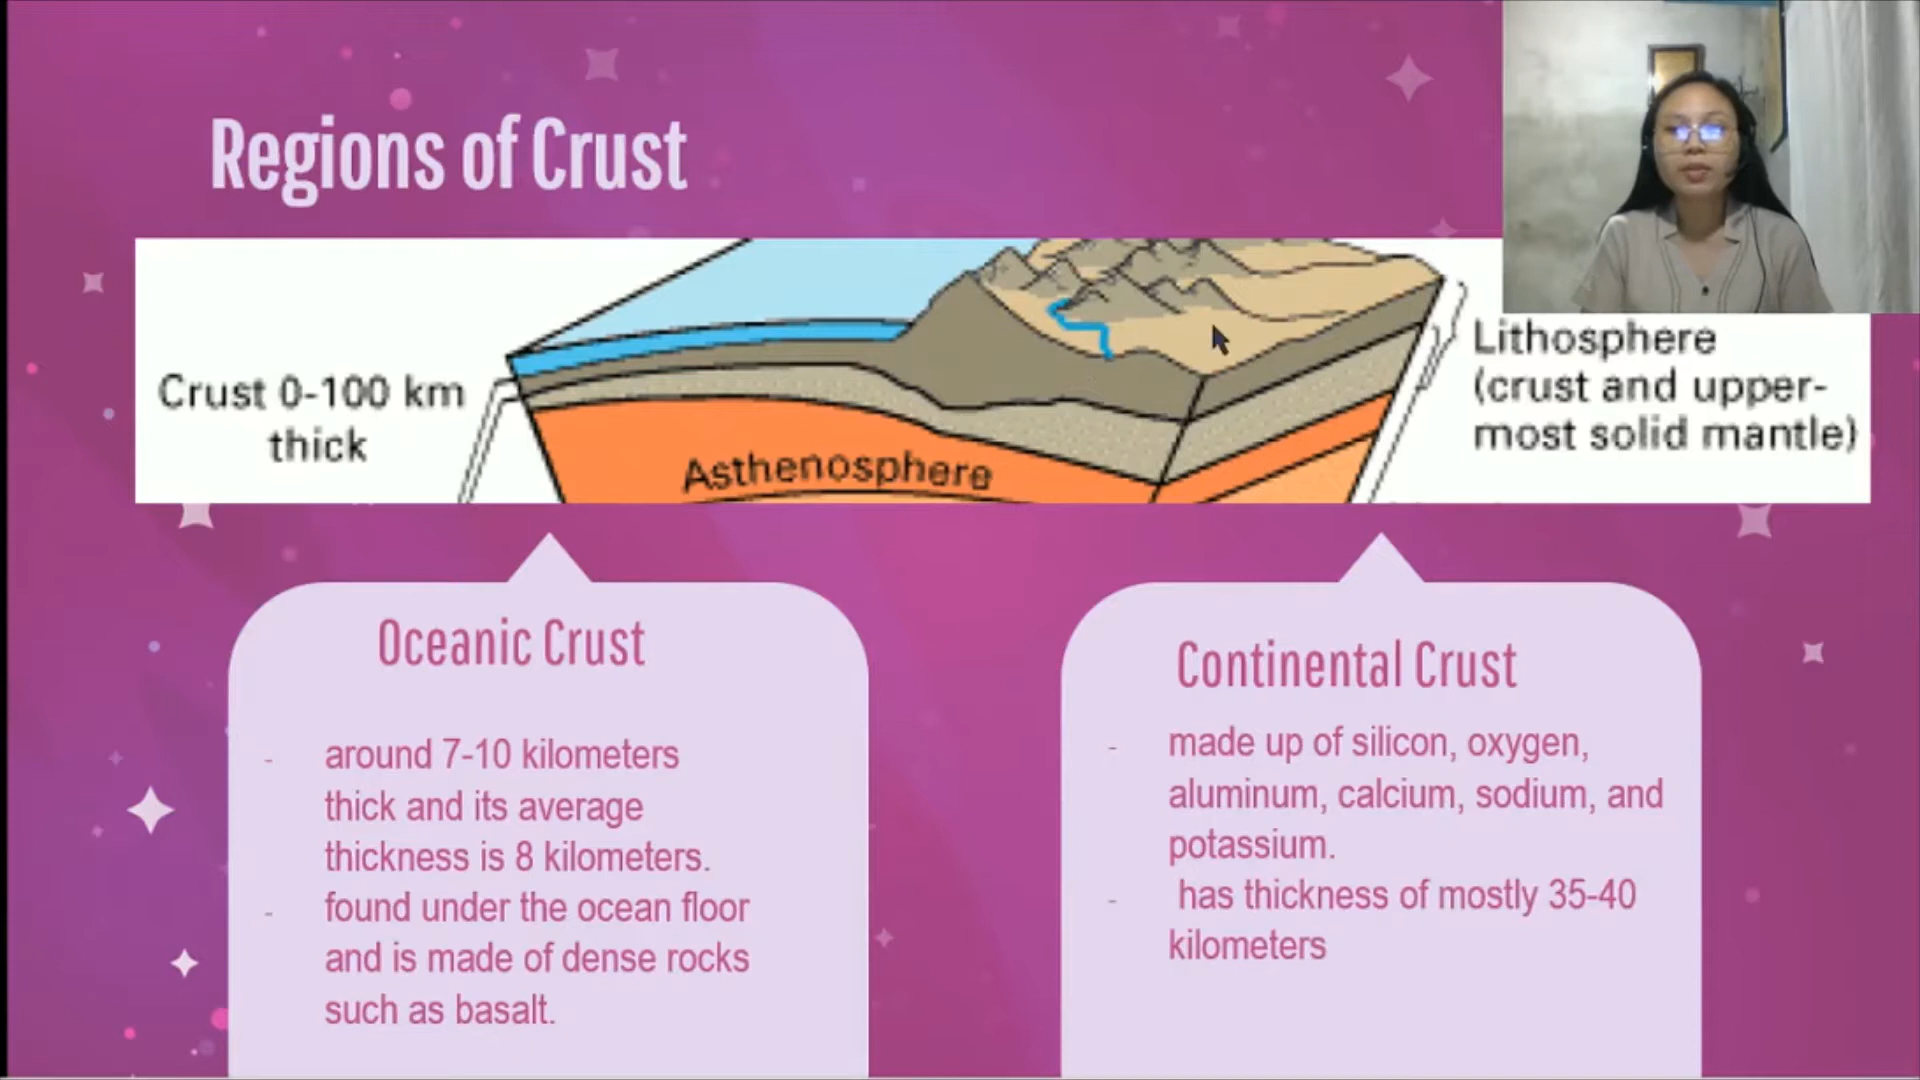 Regions of Crust
Crust 0-100 km
thick
Asthenosphere
Lithosphere
(crust and upper-
most solid mantle)
Oceanic Crust
- around 7-10 kilometers
thick and its average
thickness is 8 kilometers.
- found under the ocean floor
and is made of dense rocks
such as basalt.
Continental Crust
- made up of silicon, oxygen,
aluminum, calcium, sodium, and
potassium.
- has thickness of mostly 35-40
kilometers